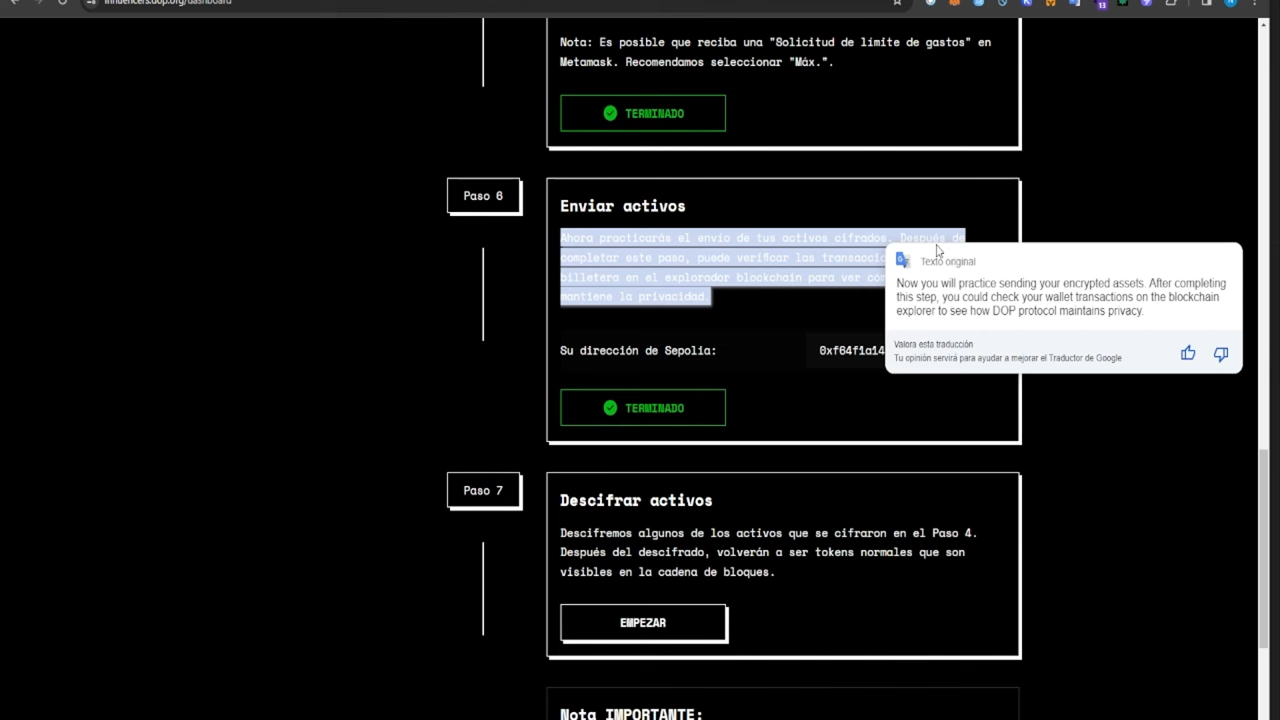 influencers.dop.org/dashboard
13
Nota: Es posible que reciba una "Solicitud de límite de gastos" en
Metamask. Recomendamos seleccionar "Máx.".
TERMINADO
Paso 6
Enviar activos
Ahora practicarás el envío de tus activos cifrados. Después de
completar este paso, puede verificar las
billetera en el explorador blockchain para ver
mantiene la privacidad.
Texto original
Now you will practice sending your encrypted assets. After completing
this step, you could check your wallet transactions on the blockchain
explorer to see how DOP protocol maintains privacy.
Valora esta traducción
Tu opinión servirá para ayudar a mejorar el Traductor de Google
Su dirección de Sepolia:
0xf64f1a14
TERMINADO
Paso 7
Descifrar activos
Descifremos algunos de los activos que se cifraron en el Paso 4.
Después del descifrado, volverán a ser tokens normales que son
visibles en la cadena de bloques.
EMPEZAR
Nota IMPORTANTE: